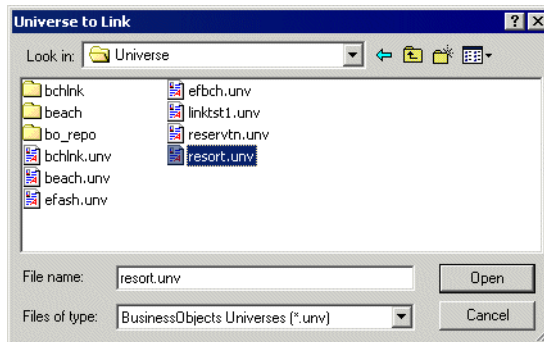 Universe to Link
Look in: Universe
bchlnk
beach
bo_repo
bchlnk.unv
beach.unv
efash.unv
efbch.unv
linktst1.unv
reservtn.unv
resort.unv
File name: resort.unv
Open
Files of type: BusinessObjects Universes (*.unv)
Cancel